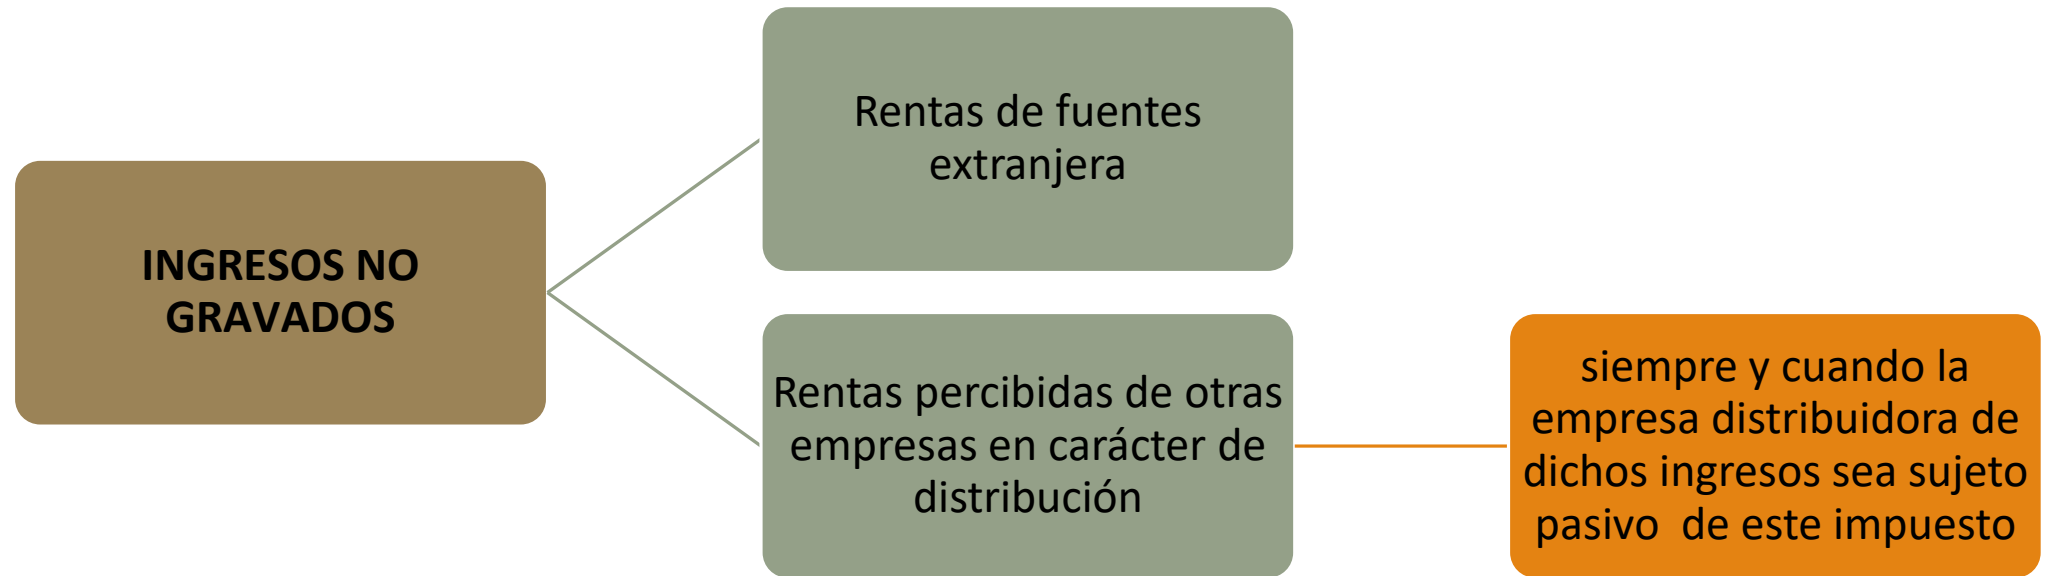 INGRESOS NO
GRAVADOS
Rentas de fuentes
extranjera
Rentas percibidas de otras
empresas en carácter de
distribución
siempre y cuando la
empresa distribuidora de
dichos ingresos sea sujeto
pasivo  de este impuesto